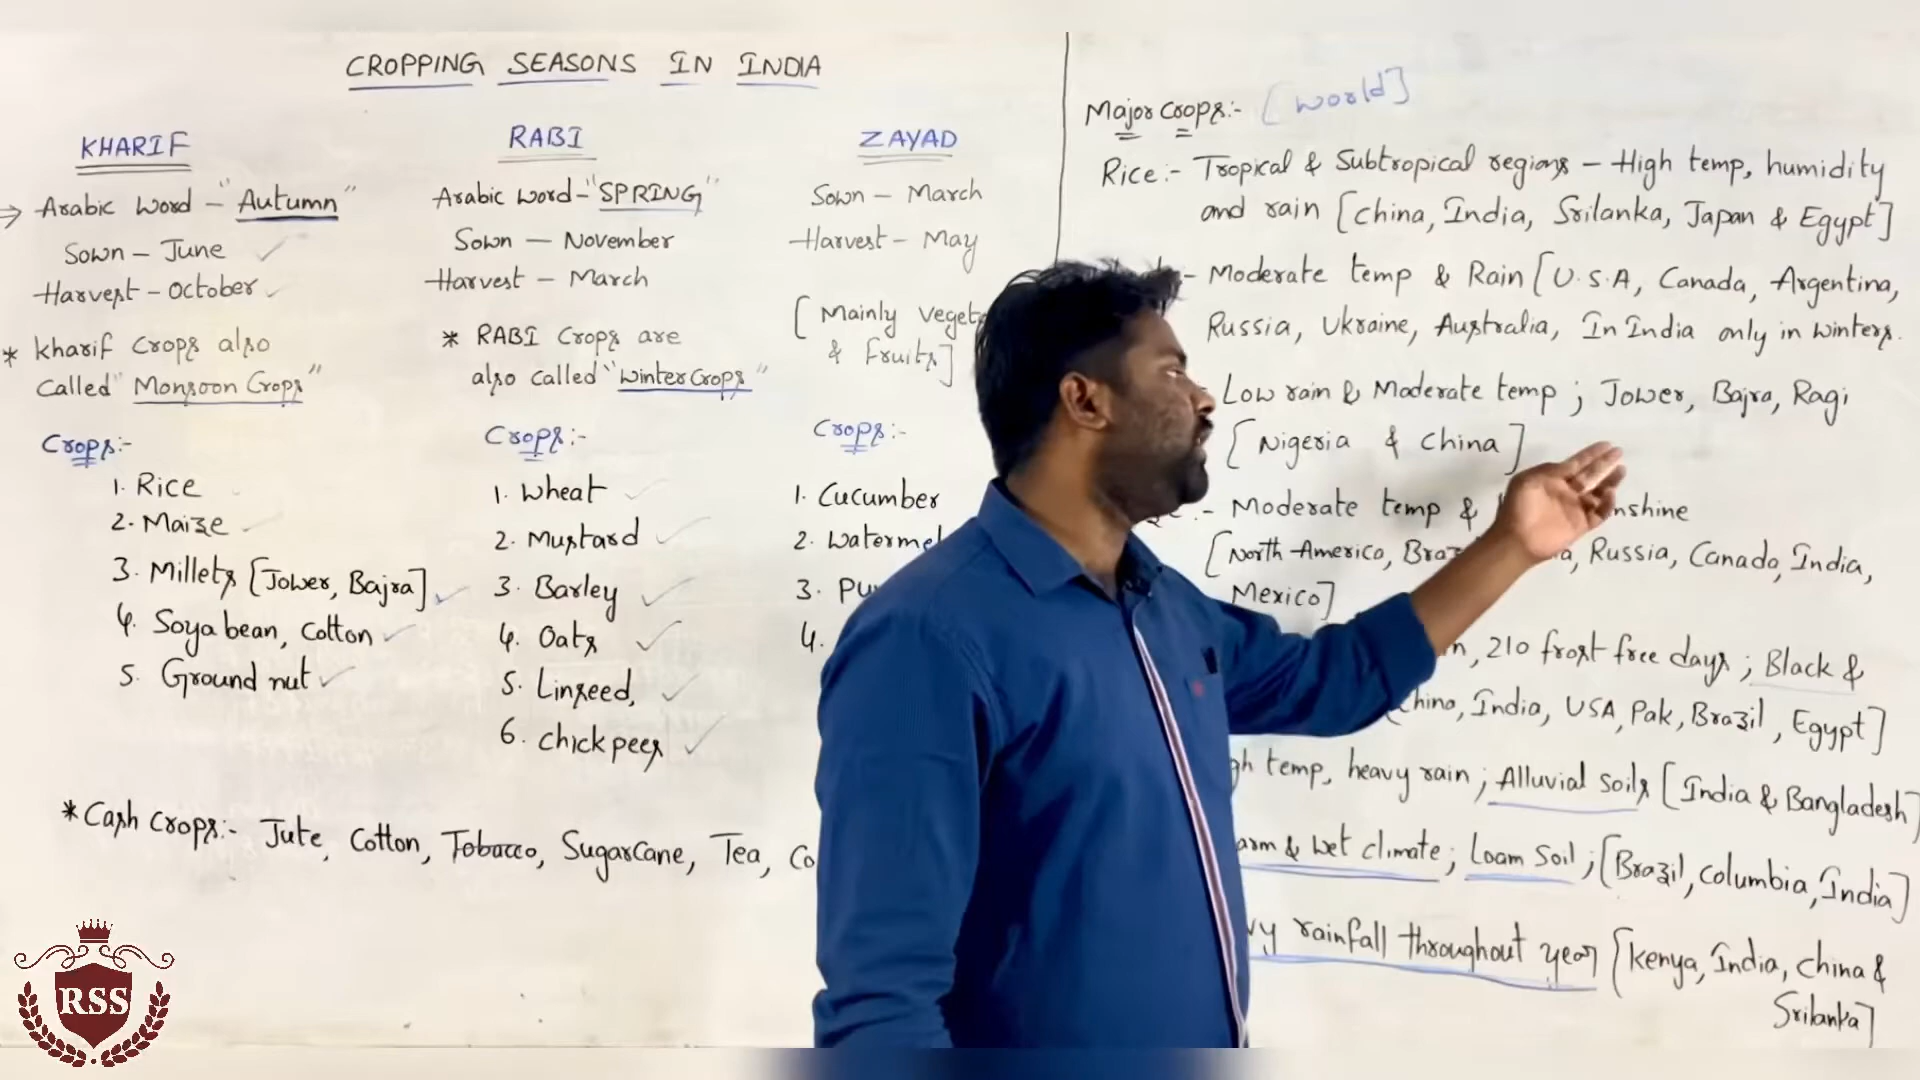 CROPPING SEASONS IN INDIA
KHARIF
⇒ Arabic Word - "Autumn"
Sown - June ✓
Harvest - October ✓
* Kharif Crops also
called "Monsoon Crops"
Crops:-
1. Rice
2. Maize ✓
3. Millets [Jower, Bajra] ✓
4. Soyabean, Cotton ✓
5. Ground nut ✓
RABI
Arabic word - "SPRING"
Sown - November
Harvest - March
* RABI Crops are
also called "Winter Crops"
Crops:-
1. Wheat ✓
2. Mustard ✓
3. Barley ✓
4. Oats ✓
5. Linseed, ✓
6. Chickpees ✓
ZAYAD
Sown - March
Harvest - May
[Mainly
& Fruits]
Crops:-
1. Cucumber
2.
3.
4.
* Cash Crops:- Jute, Cotton, Tobacco, Sugarcane, Tea,
Major Crops:- [World]
Rice:- Tropical & Subtropical regions - High temp, humidity
and rain [China, India, Srilanka, Japan & Egypt]
- Moderate temp & Rain [U.S.A, Canada, Argentina,
Russia, Ukraine, Australia, In India only in winters.
Low rain & Moderate temp; Jower, Bajra, Ragi
[Nigeria & China]
:- Moderate temp &
[North America, Russia, Canada, India,
Mexico]
, 210 frost free days; Black &
India, USA, Pak, Brazil, Egypt]
temp, heavy rain; Alluvial Soils [India & Bangladesh]
& Wet climate; Loam Soil; [Brazil, Columbia, India]
rainfall throughout year [Kenya, India, China &
Srilanka]
RSS